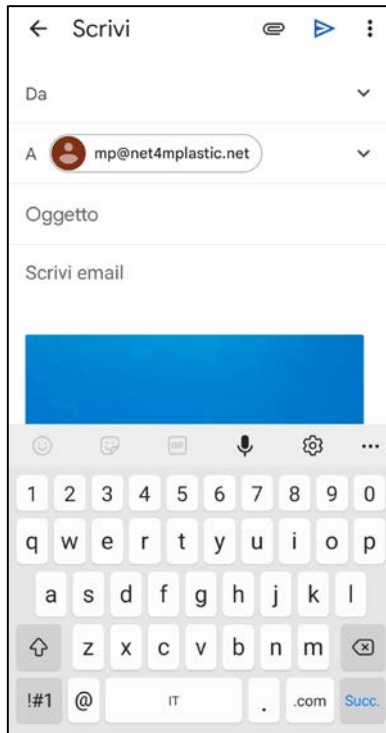 Scrivi
Da
A mp@net4mplastic.net
Oggetto
Scrivi email
GIF
1 2 3 4 5 6 7 8 9 0
q w e r t y u i o p
a s d f g h j k l
z x c v b n m
!#1 @ IT . .com Succ.